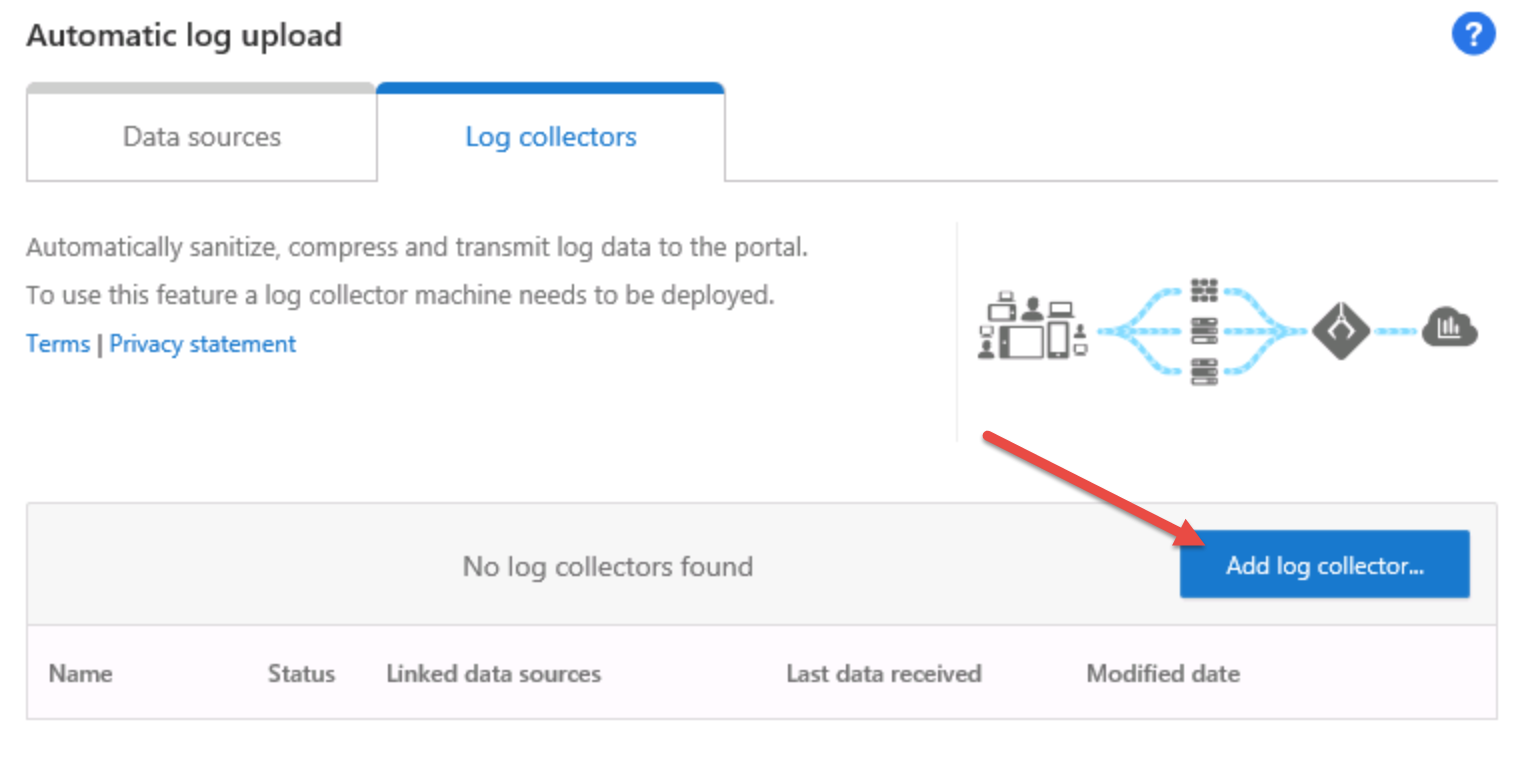 Automatic log upload
?
Data sources
Log collectors
Automatically sanitize, compress and transmit log data to the portal.
To use this feature a log collector machine needs to be deployed.
Terms | Privacy statement
No log collectors found
Add log collector...
Name Status Linked data sources Last data received Modified date